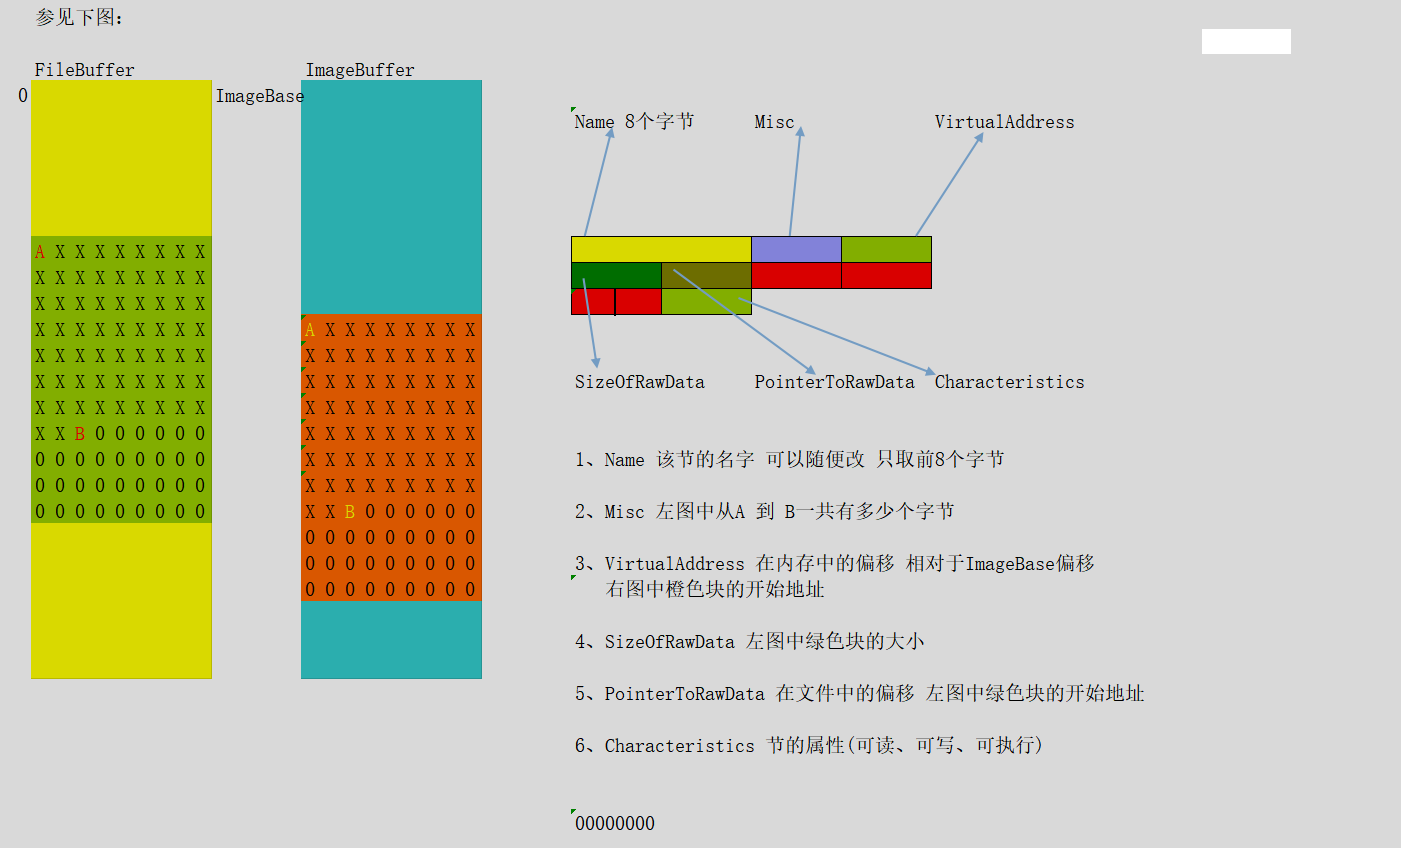 参见下图:
FileBuffer
ImageBuffer
0
ImageBase
A X X X X X X X X
X X X X X X X X X
X X X X X X X X X
X X X X X X X X X
X X X X X X X X X
X X X X X X X X X
X X X X X X X X X
X X B 0 0 0 0 0 0
0 0 0 0 0 0 0 0 0
0 0 0 0 0 0 0 0 0
0 0 0 0 0 0 0 0 0
A X X X X X X X X
X X X X X X X X X
X X X X X X X X X
X X X X X X X X X
X X X X X X X X X
X X X X X X X X X
X X X X X X X X X
X X B 0 0 0 0 0 0
0 0 0 0 0 0 0 0 0
0 0 0 0 0 0 0 0 0
0 0 0 0 0 0 0 0 0
Name 8个字节
Misc
VirtualAddress
SizeOfRawData
PointerToRawData
Characteristics
1、Name 该节的名字 可以随便改 只取前8个字节
2、Misc 左图中从A 到 B一共有多少个字节
3、VirtualAddress 在内存中的偏移 相对于ImageBase偏移
右图中橙色块的开始地址
4、SizeOfRawData 左图中绿色块的大小
5、PointerToRawData 在文件中的偏移 左图中绿色块的开始地址
6、Characteristics 节的属性(可读、可写、可执行)
00000000